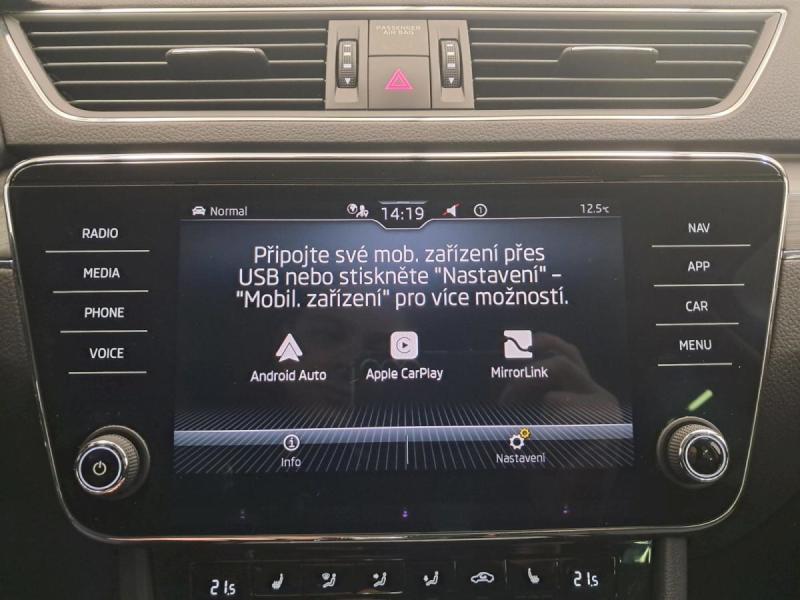 PASSENGER
AIR BAG
Normal
14:19
1
12.5°C
RADIO
MEDIA
PHONE
VOICE
Připojte své mob. zařízení přes
USB nebo stiskněte "Nastavení" –
"Mobil. zařízení" pro více možností.
Android Auto
Apple CarPlay
MirrorLink
Info
Nastavení
NAV
APP
CAR
MENU
21.5
21.5